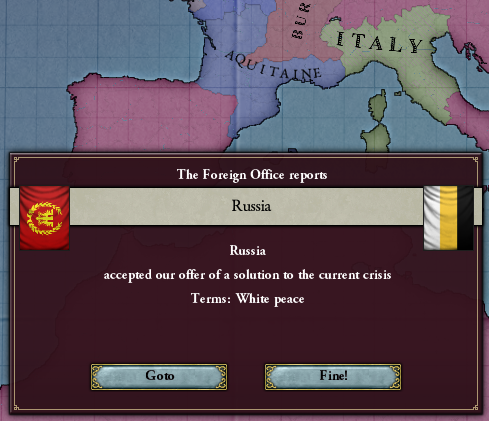 BUR
ITALY
AQUITAINE
The Foreign Office reports
Russia
Russia
accepted our offer of a solution to the current crisis
Terms: White peace
Goto
Fine!